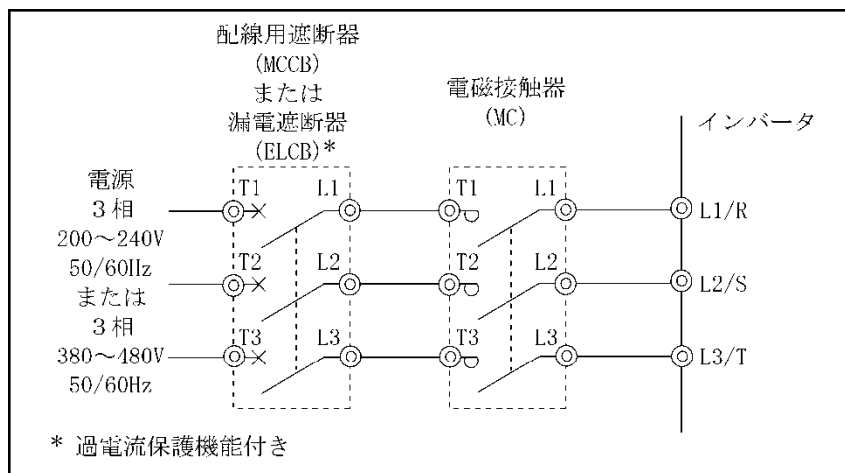 配線用遮断器
(MCCB)
または
漏電遮断器
(ELCB)*
電磁接触器
(MC)
インバータ
電源
3相
200～240V
50/60Hz
または
3相
380～480V
50/60Hz
T1 L1 T1 L1 L1/R
T2 L2 T2 L2 L2/S
T3 L3 T3 L3 L3/T
* 過電流保護機能付き